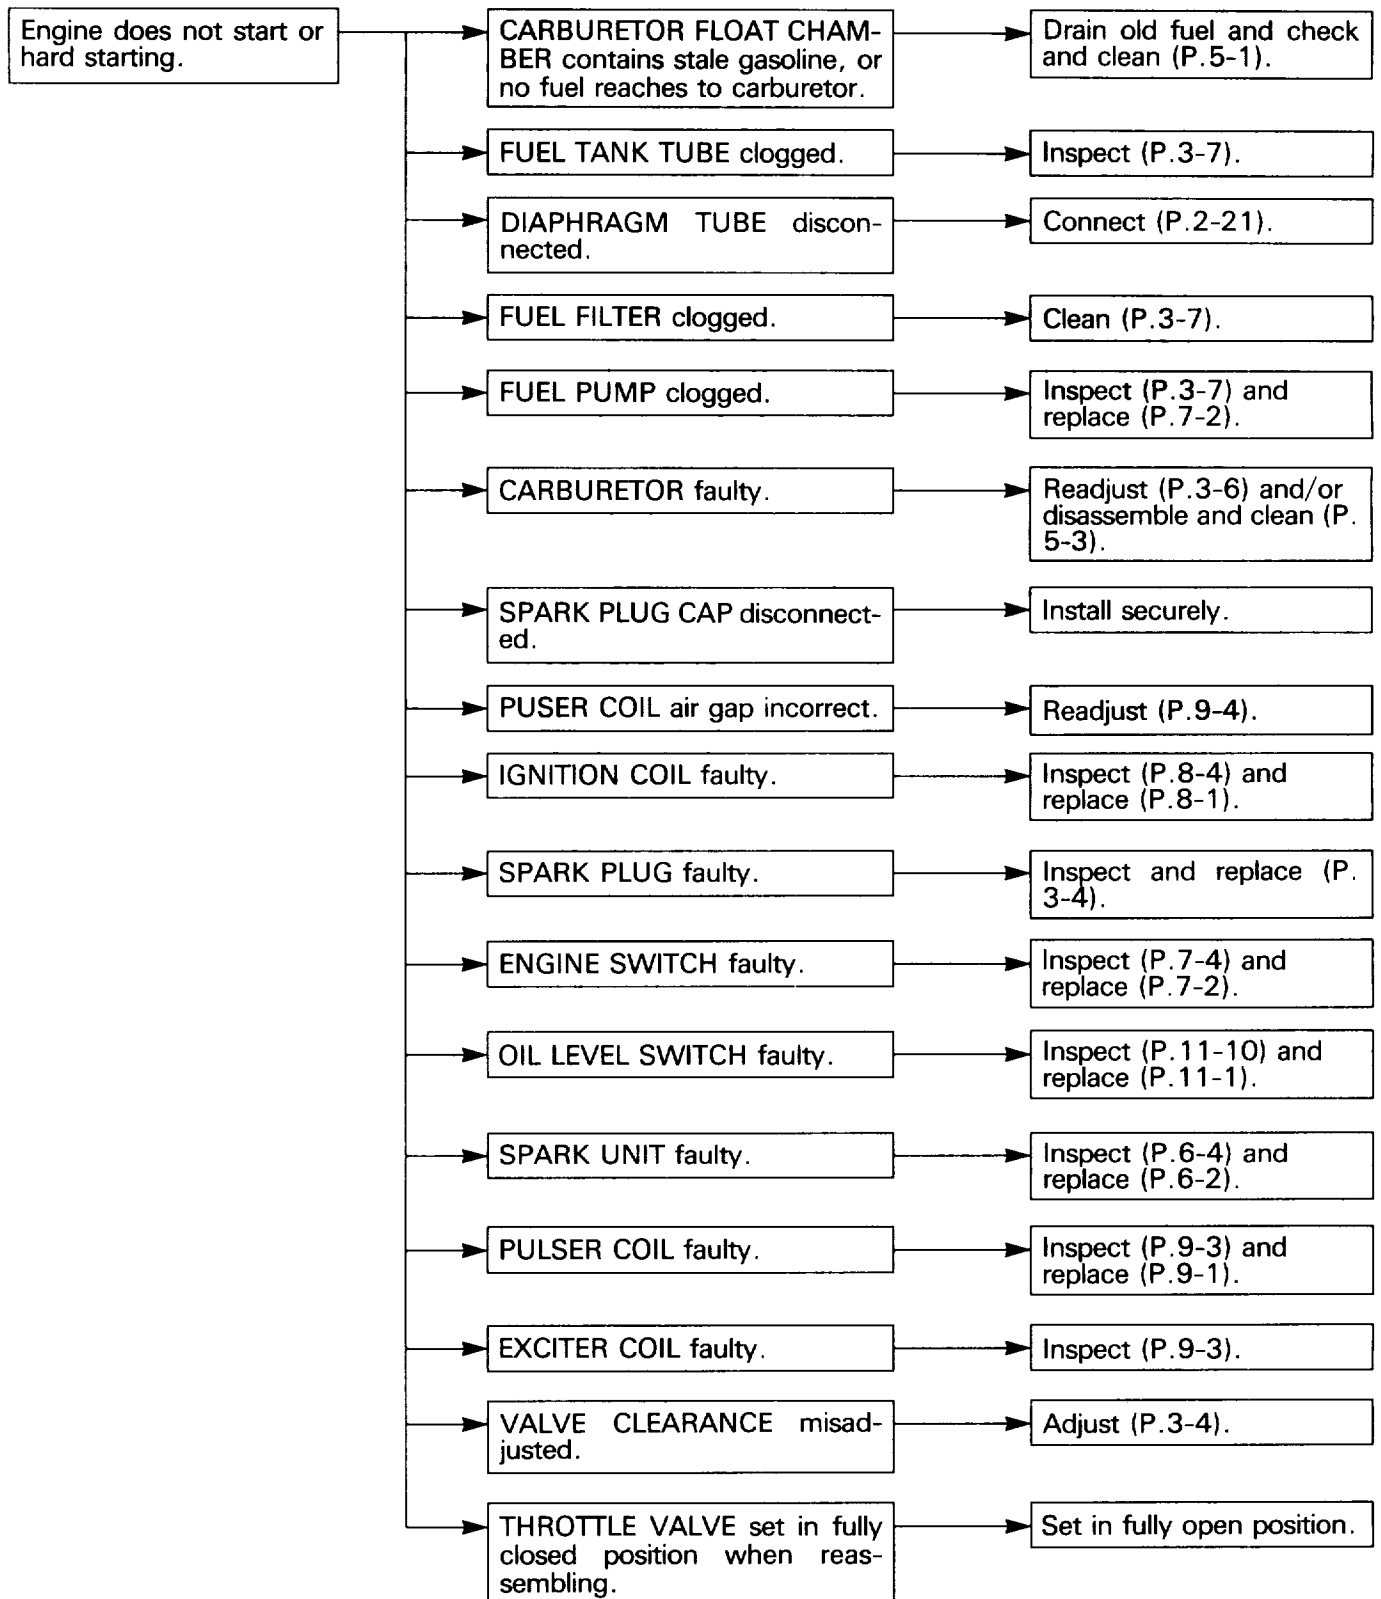 Engine does not start or
hard starting.
CARBURETOR FLOAT CHAM-
BER contains stale gasoline, or
no fuel reaches to carburetor.
Drain old fuel and check
and clean (P.5-1).
FUEL TANK TUBE clogged.
Inspect (P.3-7).
DIAPHRAGM TUBE discon-
nected.
Connect (P.2-21).
FUEL FILTER clogged.
Clean (P.3-7).
FUEL PUMP clogged.
Inspect (P.3-7) and
replace (P.7-2).
CARBURETOR faulty.
Readjust (P.3-6) and/or
disassemble and clean (P.
5-3).
SPARK PLUG CAP disconnect-
ed.
Install securely.
PUSER COIL air gap incorrect.
Readjust (P.9-4).
IGNITION COIL faulty.
Inspect (P.8-4) and
replace (P.8-1).
SPARK PLUG faulty.
Inspect and replace (P.
3-4).
ENGINE SWITCH faulty.
Inspect (P.7-4) and
replace (P.7-2).
OIL LEVEL SWITCH faulty.
Inspect (P.11-10) and
replace (P.11-1).
SPARK UNIT faulty.
Inspect (P.6-4) and
replace (P.6-2).
PULSER COIL faulty.
Inspect (P.9-3) and
replace (P.9-1).
EXCITER COIL faulty.
Inspect (P.9-3).
VALVE CLEARANCE misad-
justed.
Adjust (P.3-4).
THROTTLE VALVE set in fully
closed position when reas-
sembling.
Set in fully open position.